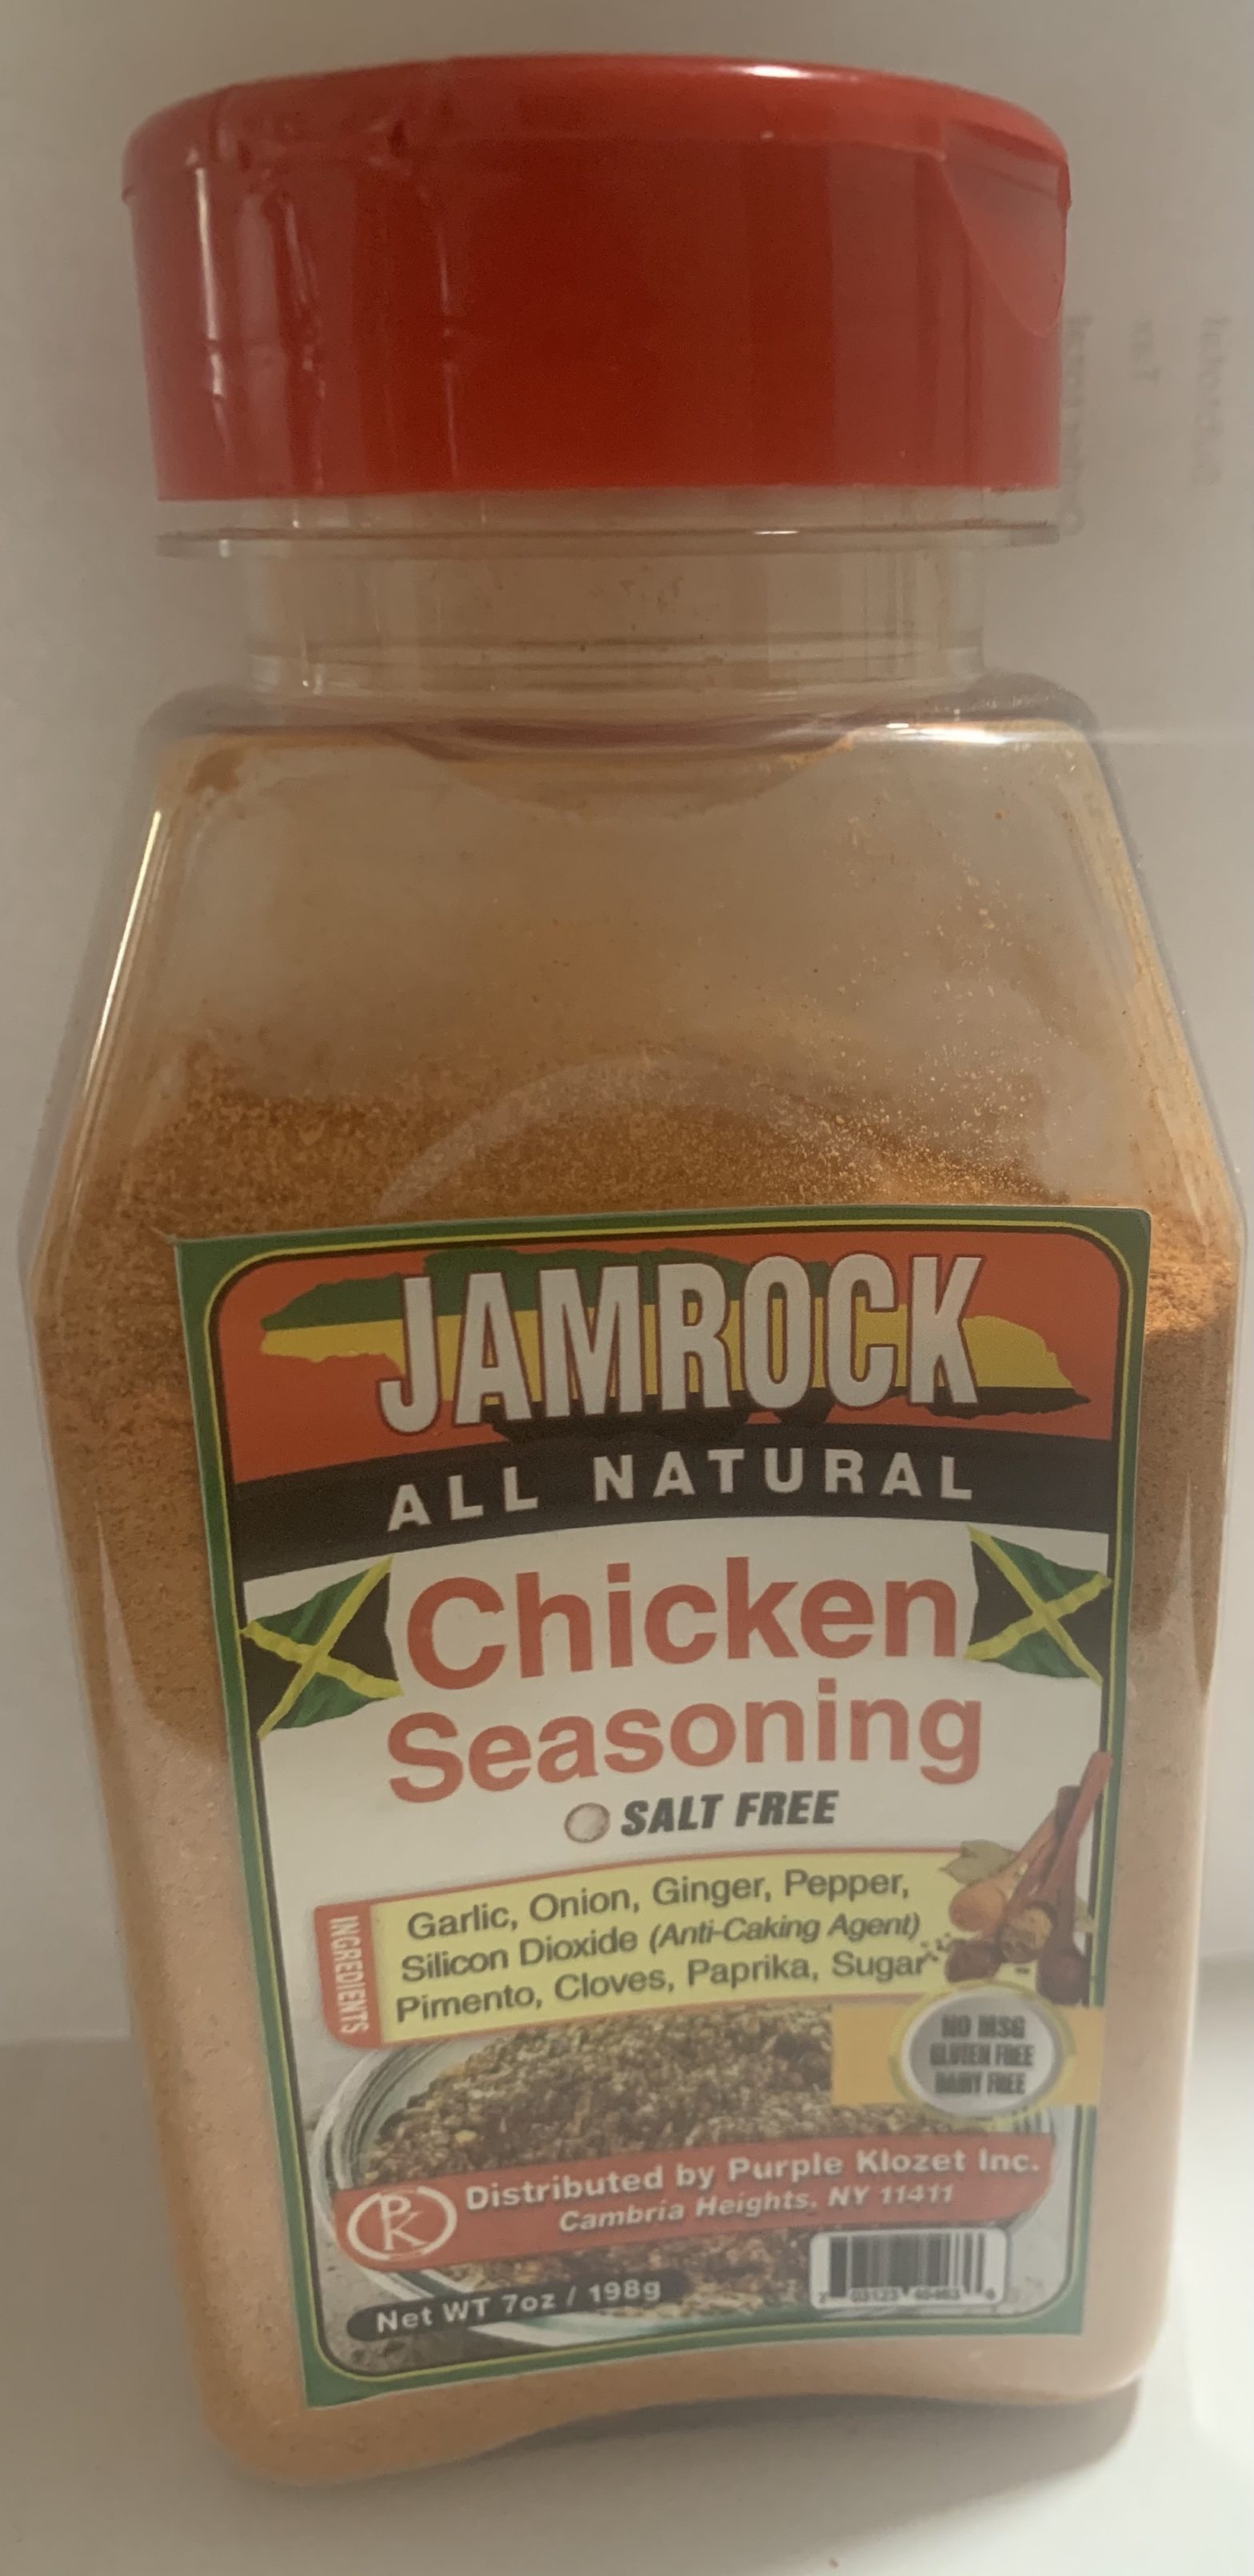 JAMROCK
ALL NATURAL
Chicken
Seasoning
SALT FREE
INGREDIENTS
Garlic, Onion, Ginger, Pepper,
Silicon Dioxide (Anti-Caking Agent)
Pimento, Cloves, Paprika, Sugar
NO MSG
GLUTEN FREE
DAIRY FREE
PK
Distributed by Purple Klozet Inc.
Cambria Heights, NY 11411
Net WT 7oz / 198g